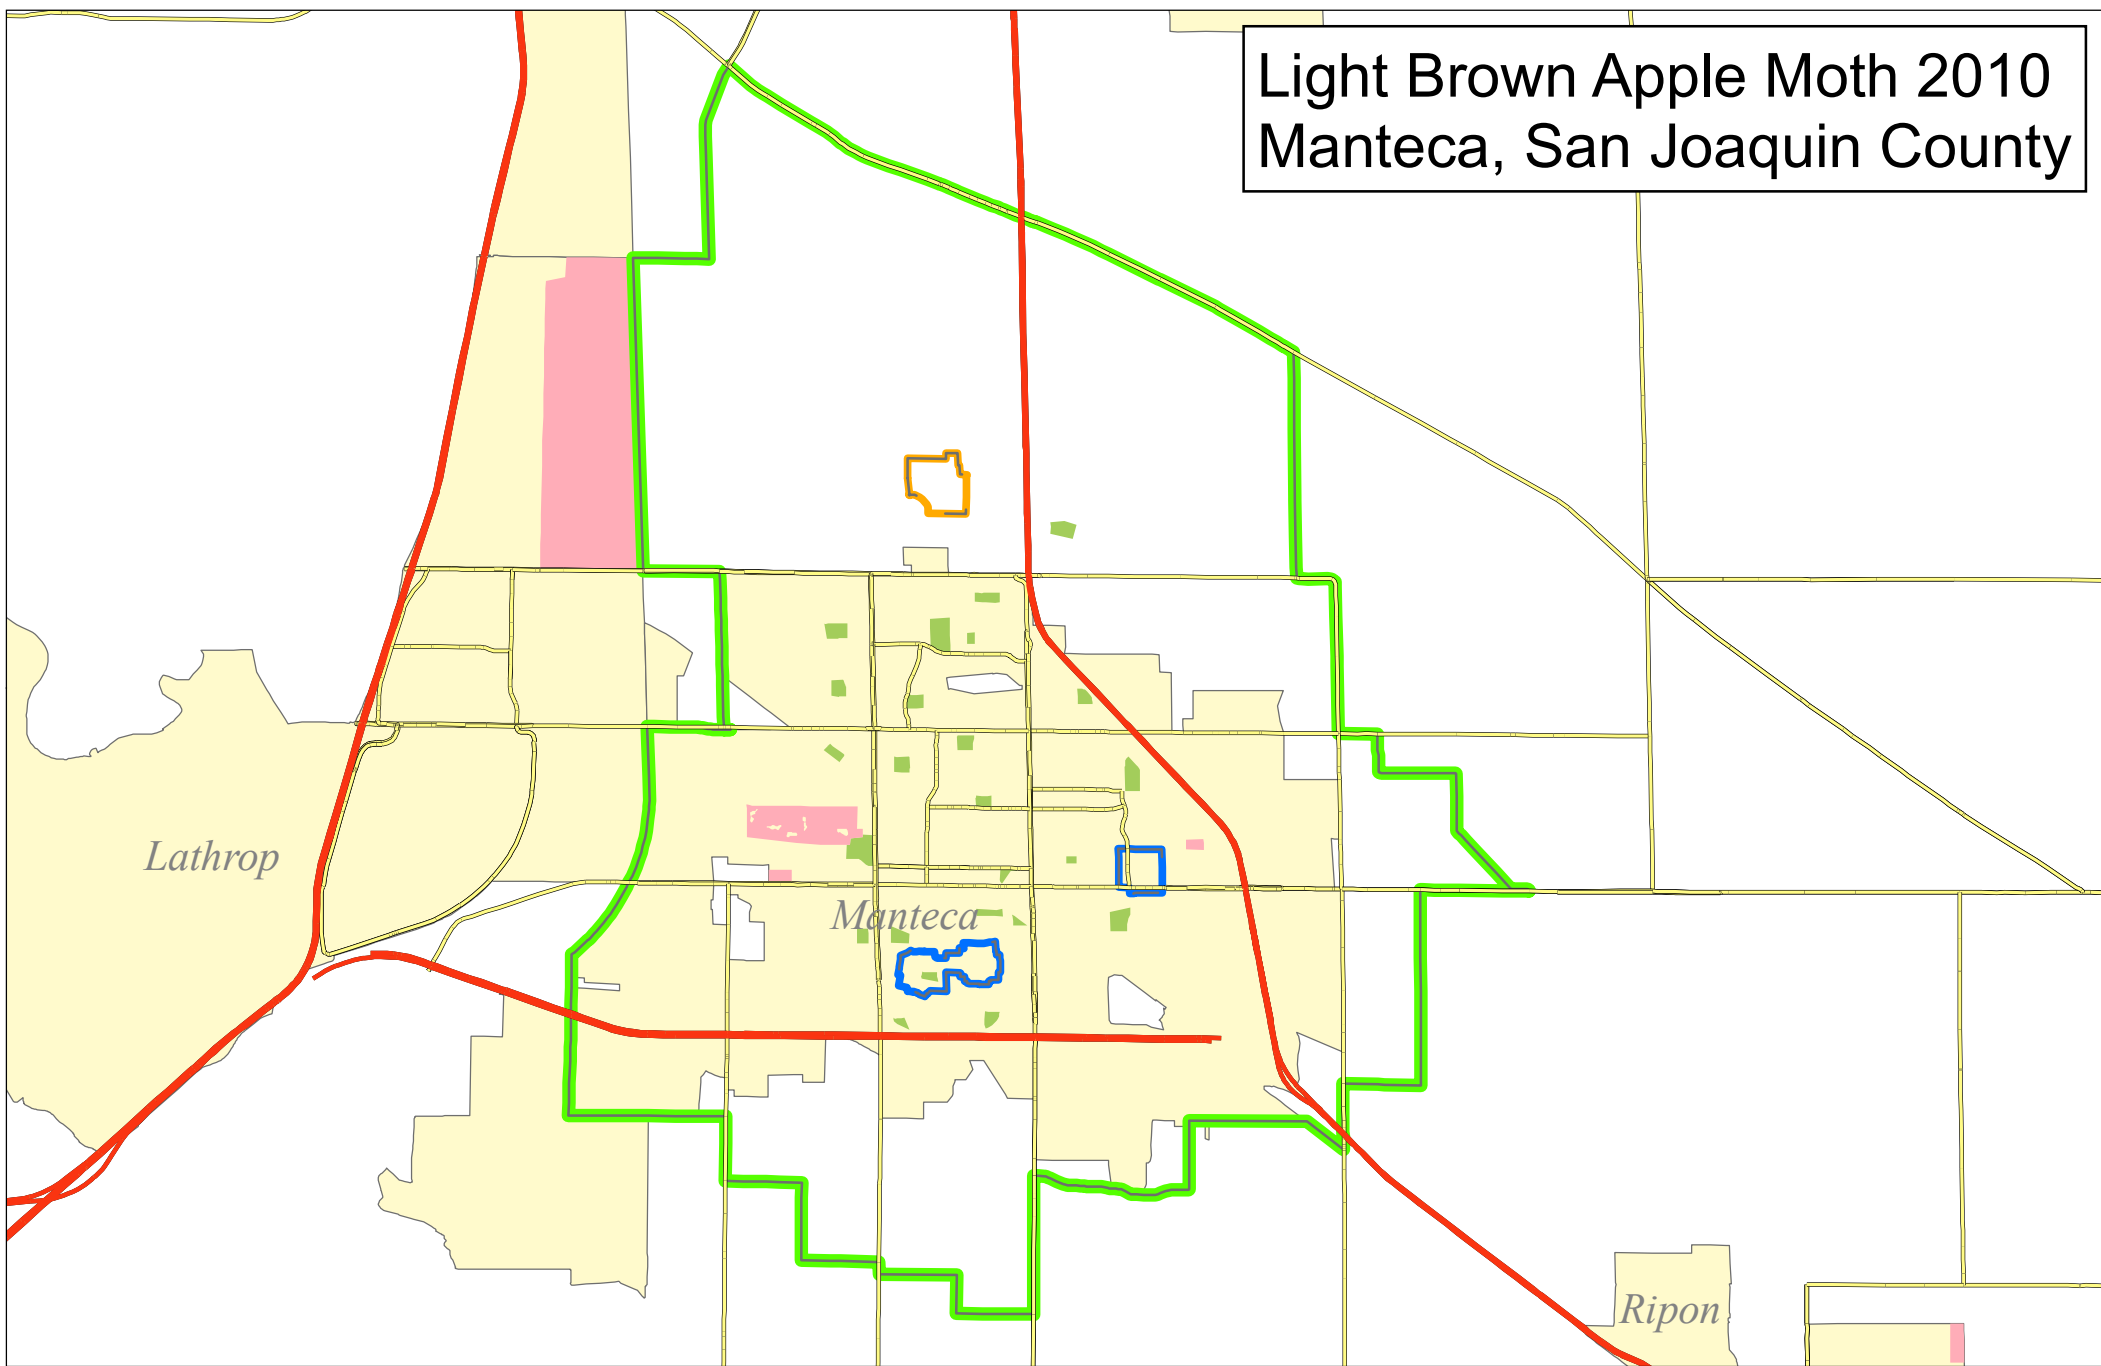 Light Brown Apple Moth 2010
Manteca, San Joaquin County
Lathrop
Manteca
Ripon